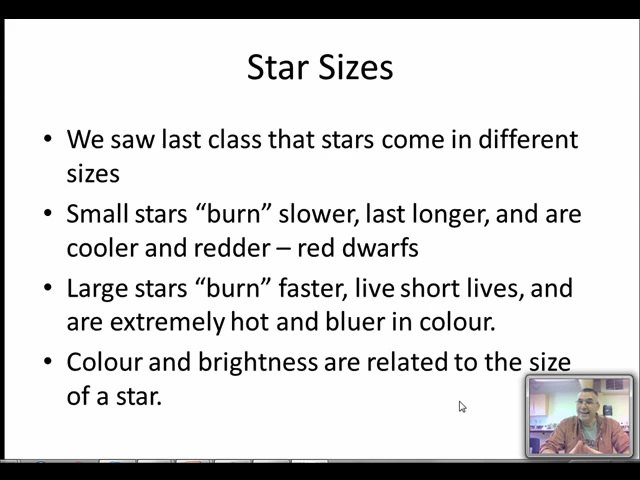 Star Sizes
• We saw last class that stars come in different
sizes
• Small stars “burn” slower, last longer, and are
cooler and redder – red dwarfs
• Large stars “burn” faster, live short lives, and
are extremely hot and bluer in colour.
• Colour and brightness are related to the size
of a star.